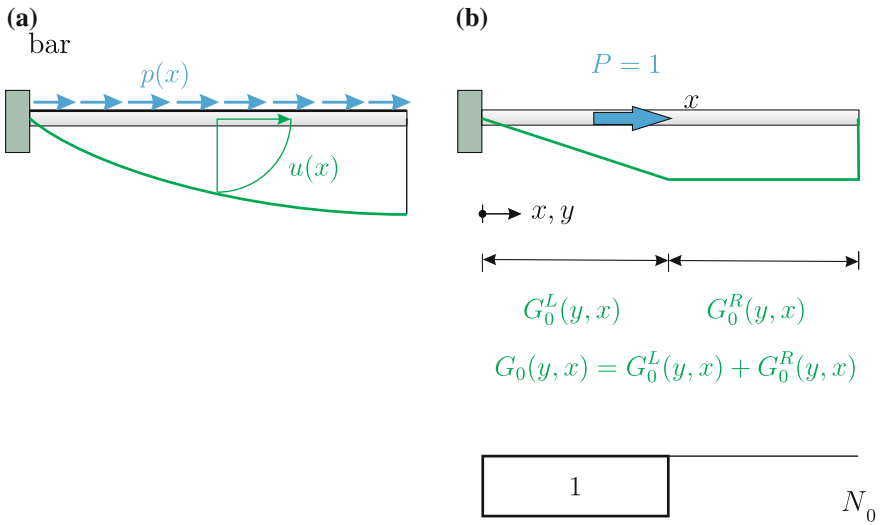 (a)
bar
p(x)
u(x)
(b)
P = 1
x
x, y
G_0^L(y, x)
G_0^R(y, x)
G_0(y, x) = G_0^L(y, x) + G_0^R(y, x)
1
N_0